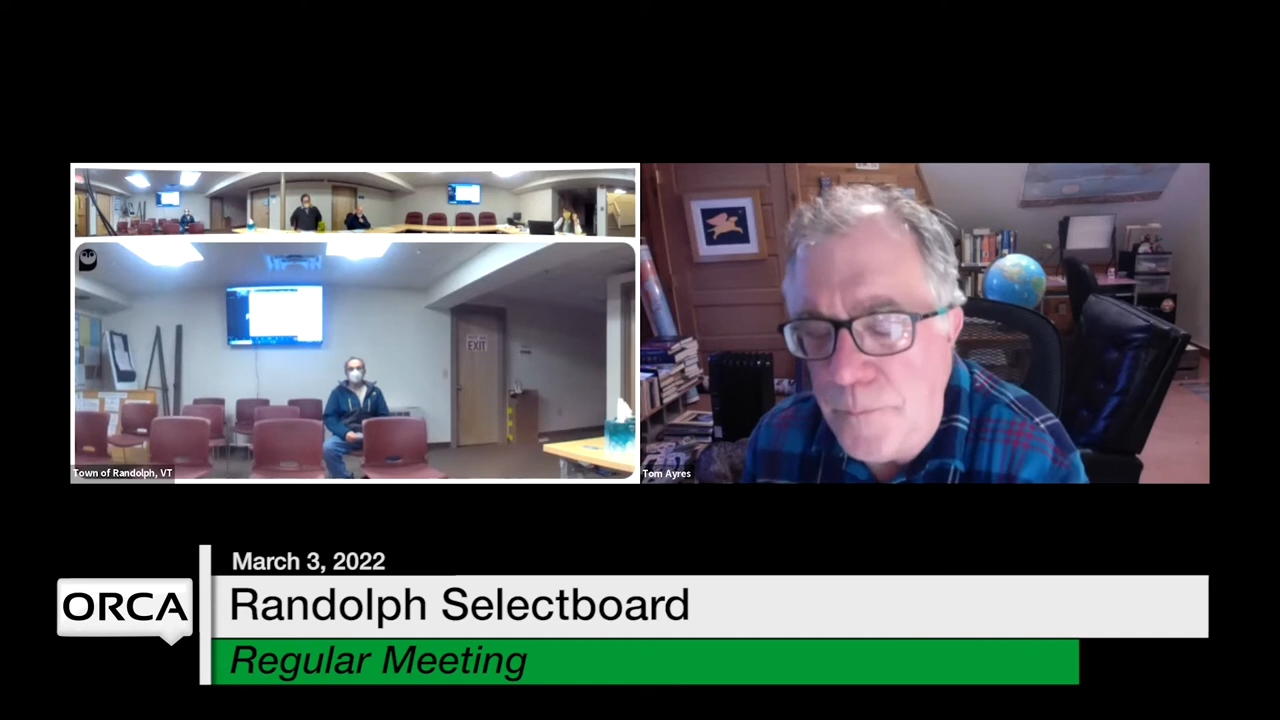 EXIT
Town of Randolph, VT
Tom Ayres
March 3, 2022
ORCA
Randolph Selectboard
Regular Meeting